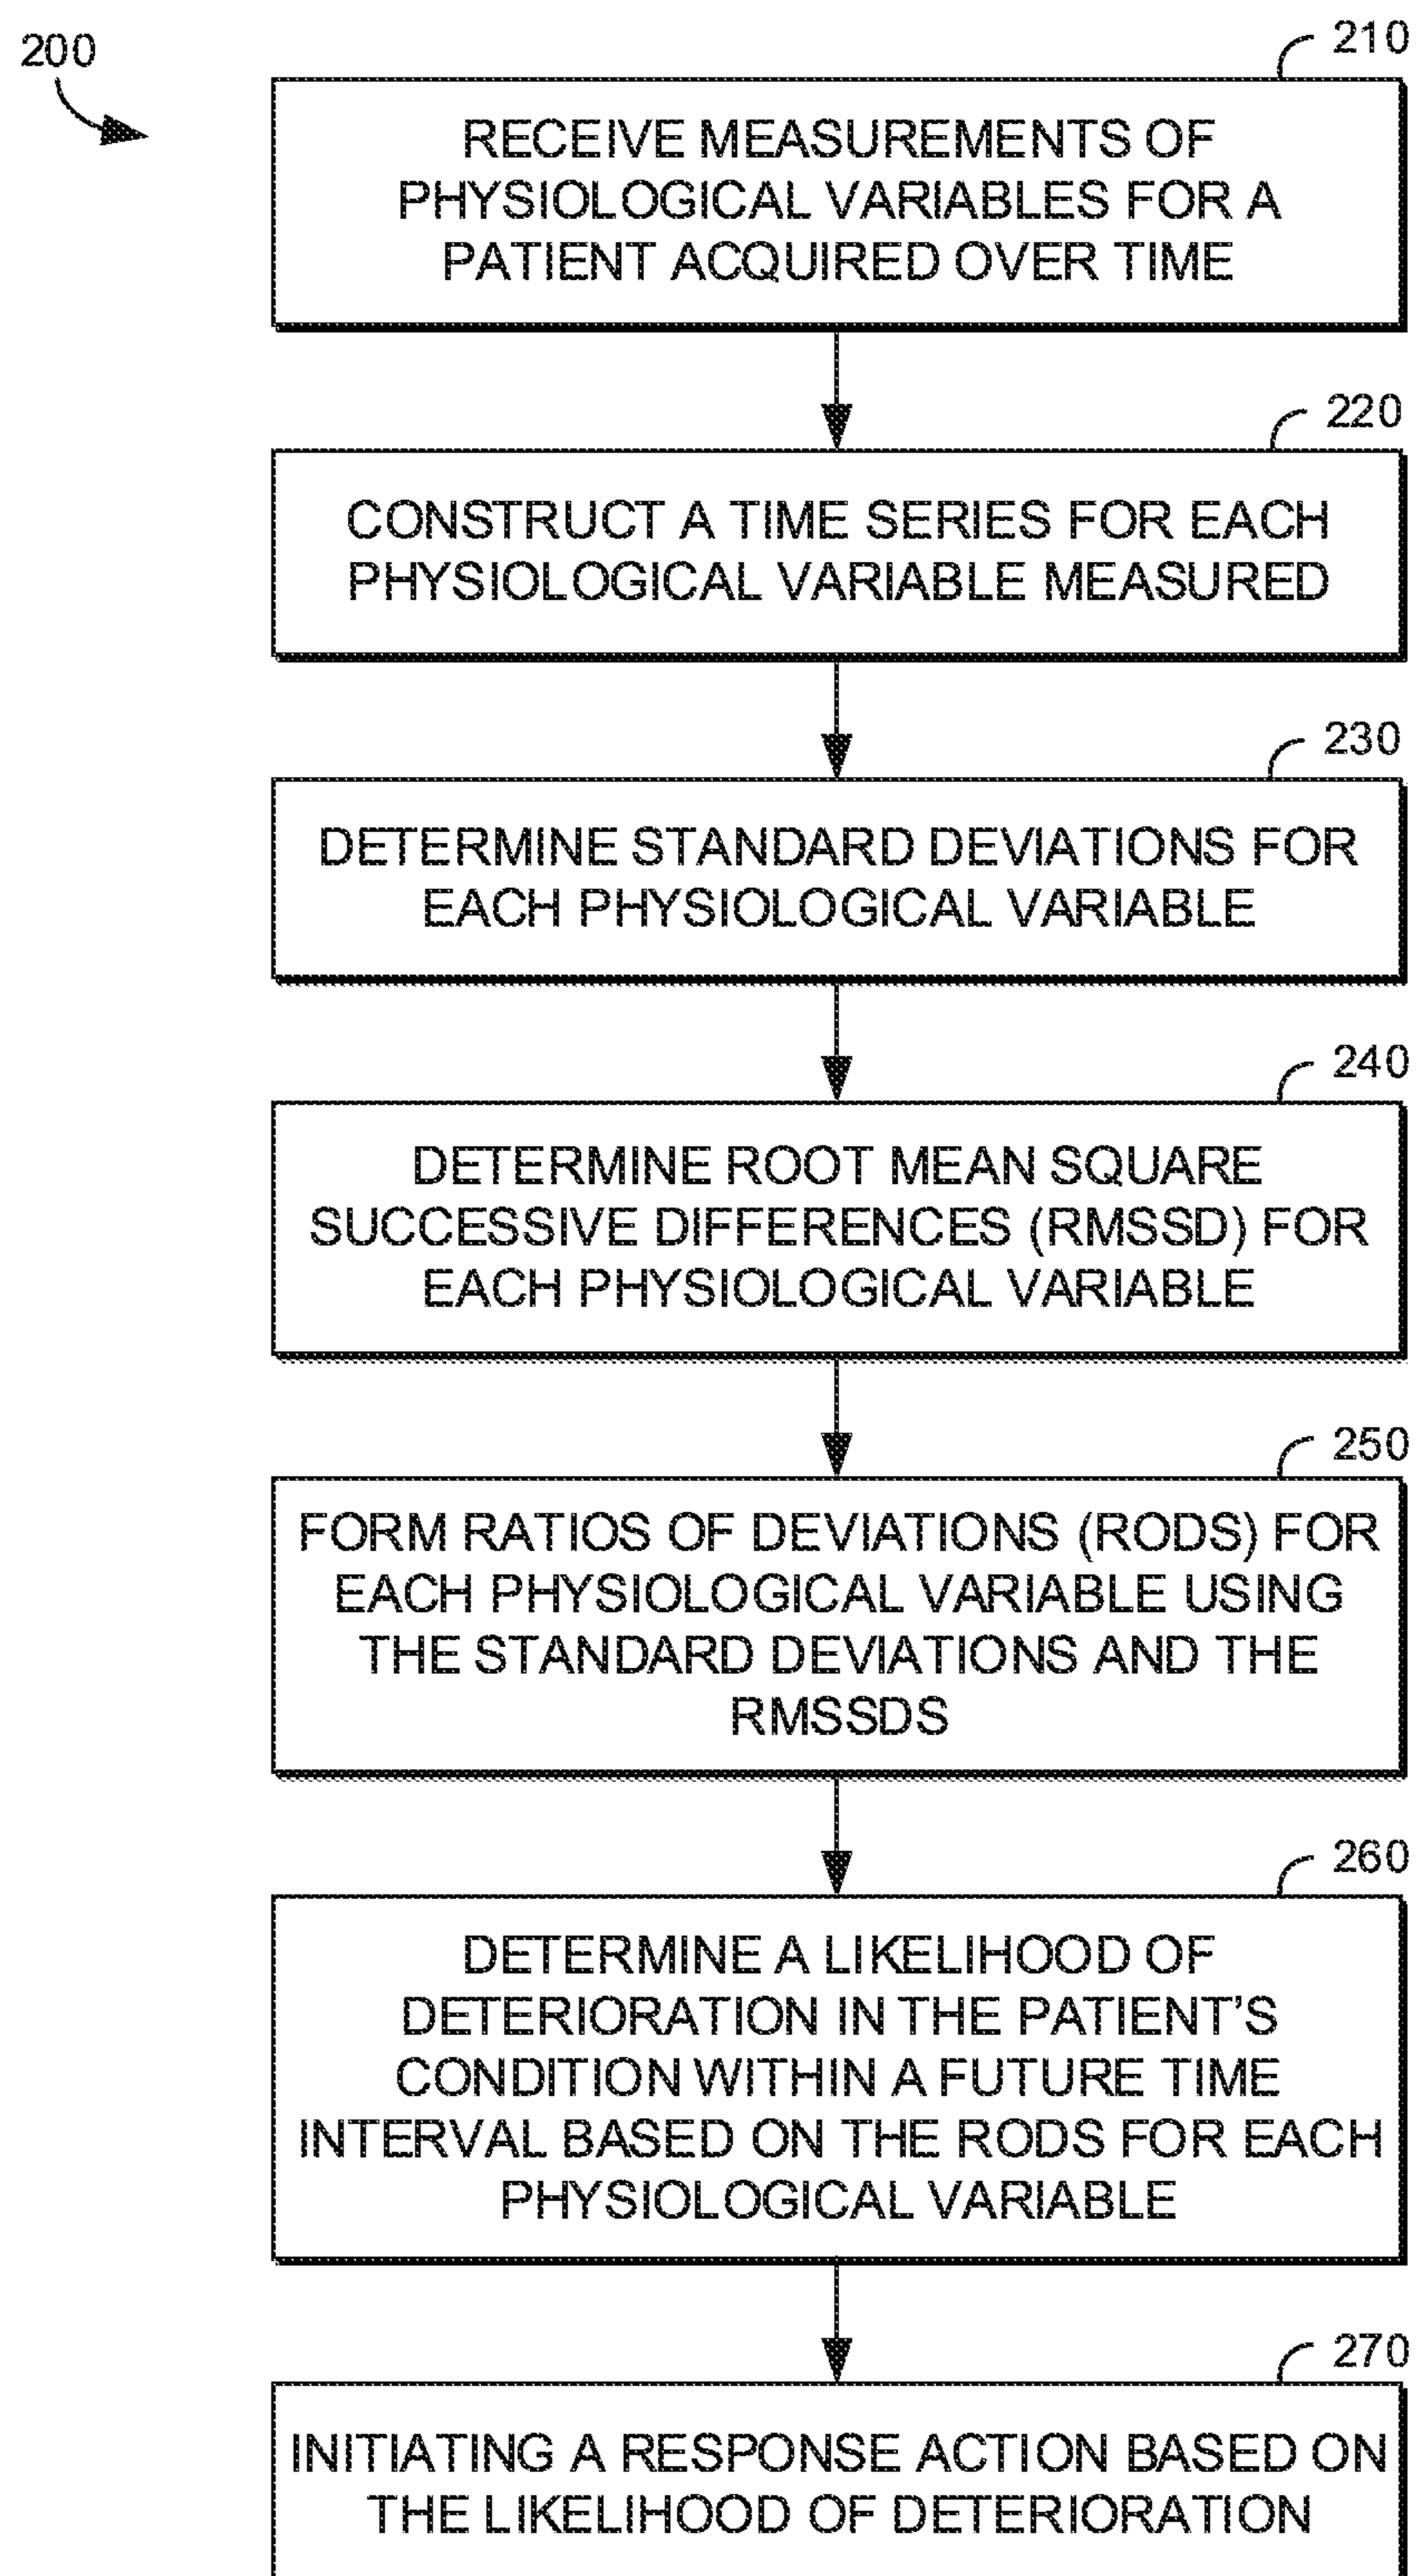 200
210
RECEIVE MEASUREMENTS OF
PHYSIOLOGICAL VARIABLES FOR A
PATIENT ACQUIRED OVER TIME
220
CONSTRUCT A TIME SERIES FOR EACH
PHYSIOLOGICAL VARIABLE MEASURED
230
DETERMINE STANDARD DEVIATIONS FOR
EACH PHYSIOLOGICAL VARIABLE
240
DETERMINE ROOT MEAN SQUARE
SUCCESSIVE DIFFERENCES (RMSSD) FOR
EACH PHYSIOLOGICAL VARIABLE
250
FORM RATIOS OF DEVIATIONS (RODS) FOR
EACH PHYSIOLOGICAL VARIABLE USING
THE STANDARD DEVIATIONS AND THE
RMSSDS
260
DETERMINE A LIKELIHOOD OF
DETERIORATION IN THE PATIENT’S
CONDITION WITHIN A FUTURE TIME
INTERVAL BASED ON THE RODS FOR EACH
PHYSIOLOGICAL VARIABLE
270
INITIATING A RESPONSE ACTION BASED ON
THE LIKELIHOOD OF DETERIORATION